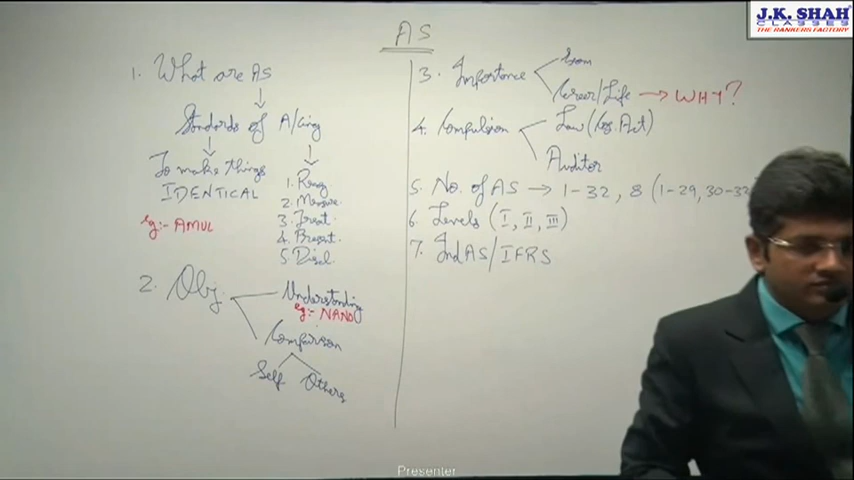 J.K. SHAH
CLASSES
THE RANKERS FACTORY
AS
1. What are AS
Standards of A/cing
To make things
IDENTICAL
eg:- AMUL
1. Recog
2. Measure
3. Treat
4. Present.
5. Discl
2. Obj.
Understanding
eg:- NANO
Comparison
Self Others
3. Importance
Exam
Career/Life → WHY?
4. Compulsion
Law (Cos. Act)
Auditor
5. No. of AS → 1-32, 8 (1-29, 30-32
6. Levels (I, II, III)
7. Ind AS/IFRS
Presenter